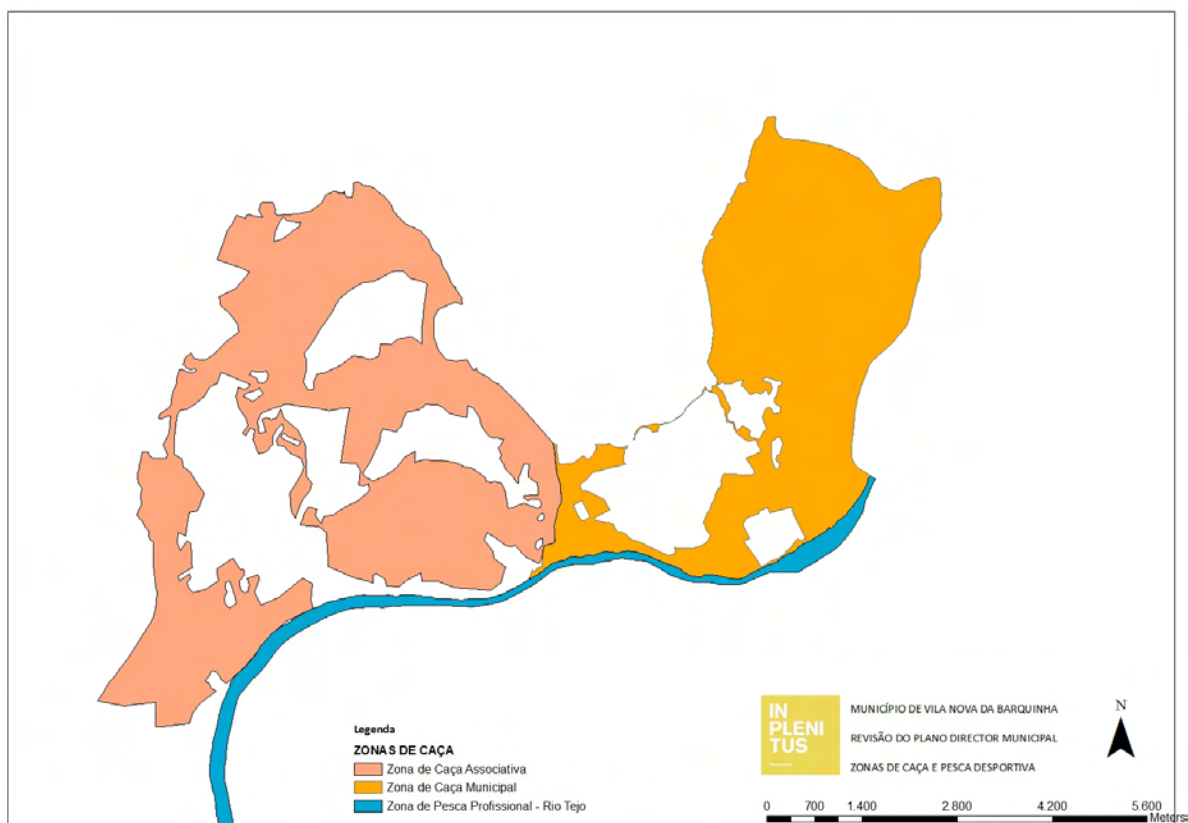 Legenda
ZONAS DE CAÇA
Zona de Caça Associativa
Zona de Caça Municipal
Zona de Pesca Profissional - Rio Tejo
IN
PLENI
TUS
MUNICÍPIO DE VILA NOVA DA BARQUINHA
REVISÃO DO PLANO DIRECTOR MUNICIPAL
ZONAS DE CAÇA E PESCA DESPORTIVA
N
0 700 1.400 2.800 4.200 5.600
Meters